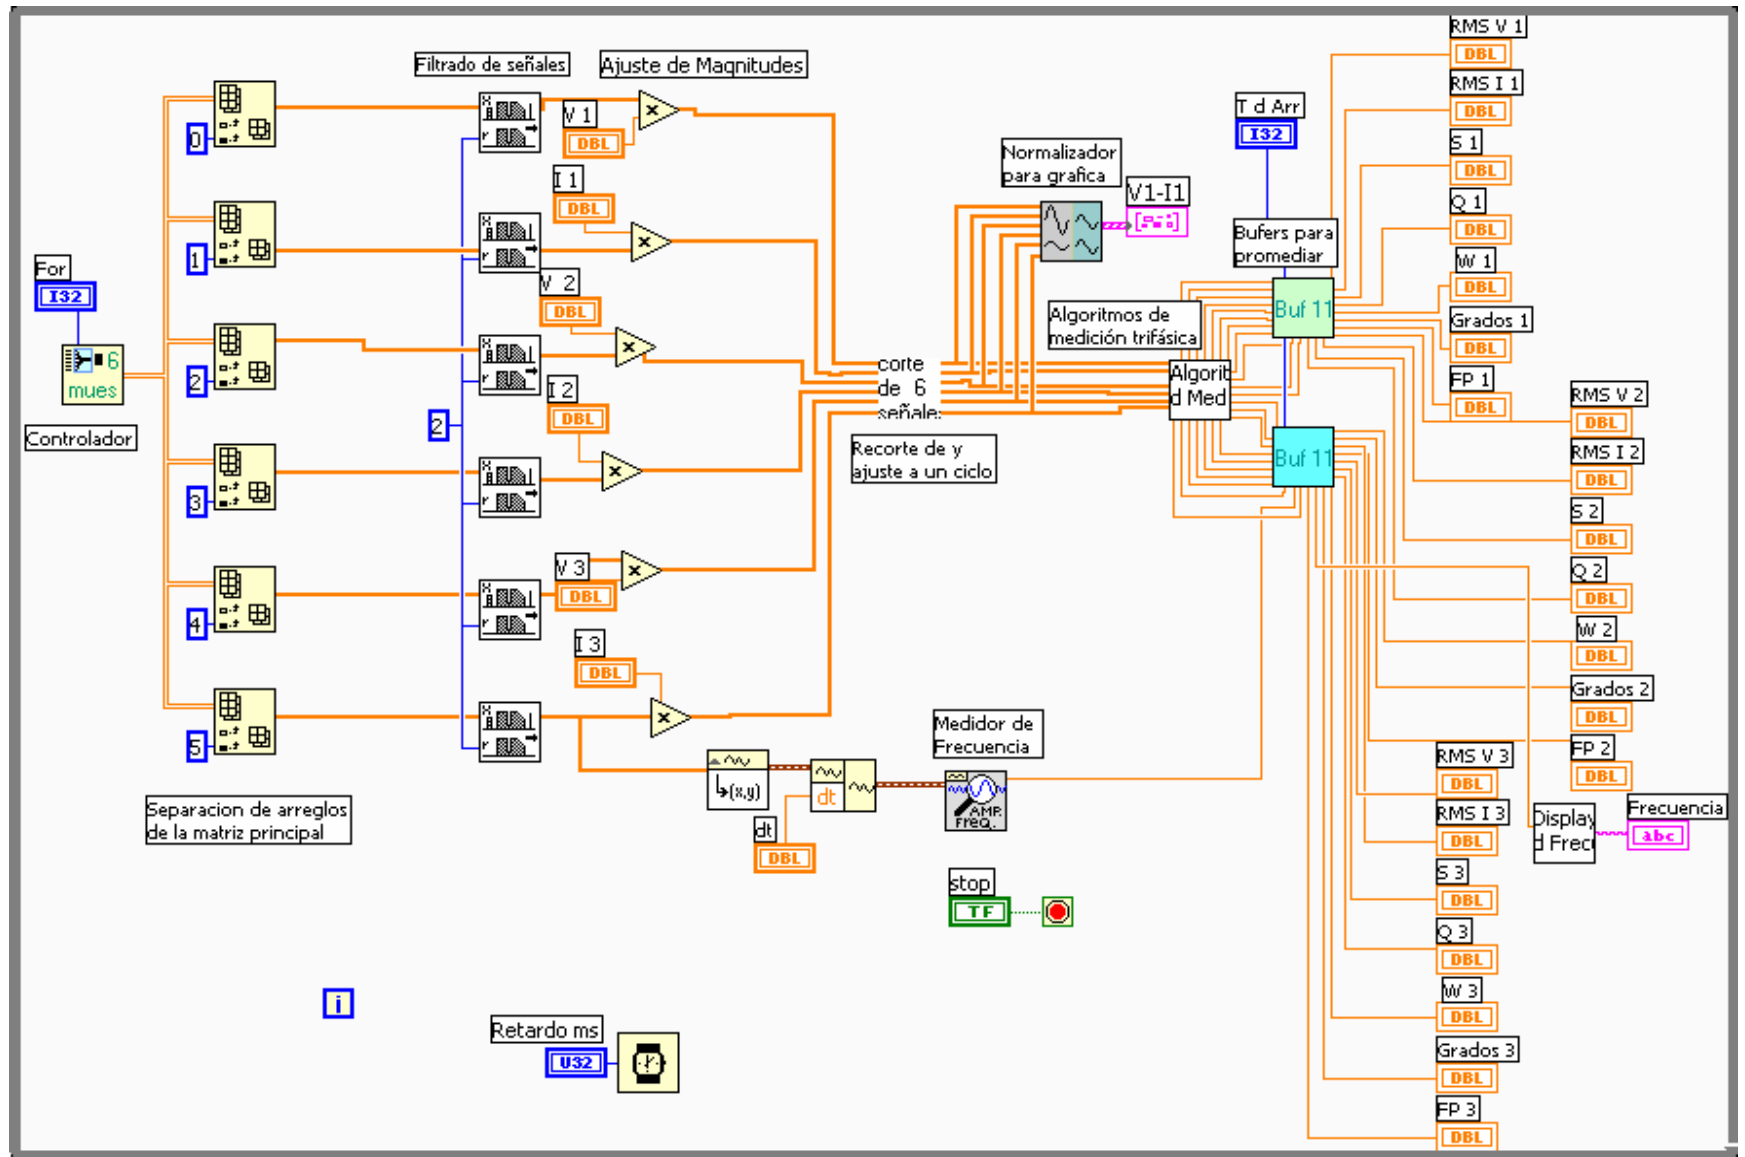 Filtrado de señales
Ajuste de Magnitudes
V 1
DBL
I 1
DBL
V 2
DBL
I 2
DBL
V 3
DBL
I 3
DBL
0
1
2
3
4
5
2
x
r
x
r
x
r
x
r
x
r
x
r
For
I32
6
mues
Controlador
Separacion de arreglos
de la matriz principal
corte
de 6
señale
Recorte de y
ajuste a un ciclo
Normalizador
para grafica
V1-I1
Algoritmos de
medición trifásica
Algorit
d Med
T d Arr
I32
Bufers para
promediar
Buf 11
Buf 11
(x,y)
dt
dt
DBL
Medidor de
Frecuencia
AMP.
FREQ.
stop
TF
i
Retardo ms
U32
RMS V 1
DBL
RMS I 1
DBL
S 1
DBL
Q 1
DBL
W 1
DBL
Grados 1
DBL
FP 1
DBL
RMS V 2
DBL
RMS I 2
DBL
S 2
DBL
Q 2
DBL
W 2
DBL
Grados 2
DBL
FP 2
DBL
RMS V 3
DBL
RMS I 3
DBL
S 3
DBL
Q 3
DBL
W 3
DBL
Grados 3
DBL
FP 3
DBL
Display
d Frec
Frecuencia
abc